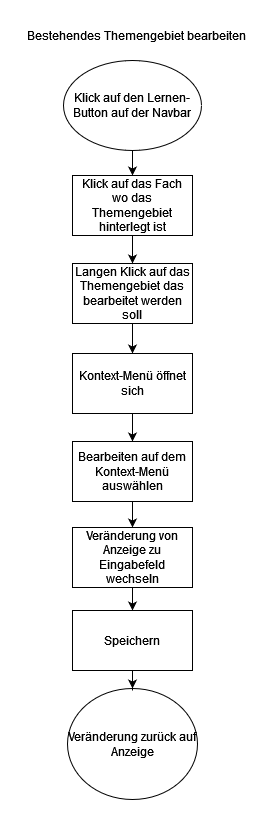 Bestehendes Themengebiet bearbeiten
Klick auf den Lernen-
Button auf der Navbar
Klick auf das Fach
wo das
Themengebiet
hinterlegt ist
Langen Klick auf das
Themengebiet das
bearbeitet werden
soll
Kontext-Menü öffnet
sich
Bearbeiten auf dem
Kontext-Menü
auswählen
Veränderung von
Anzeige zu
Eingabefeld
wechseln
Speichern
Veränderung zurück auf
Anzeige